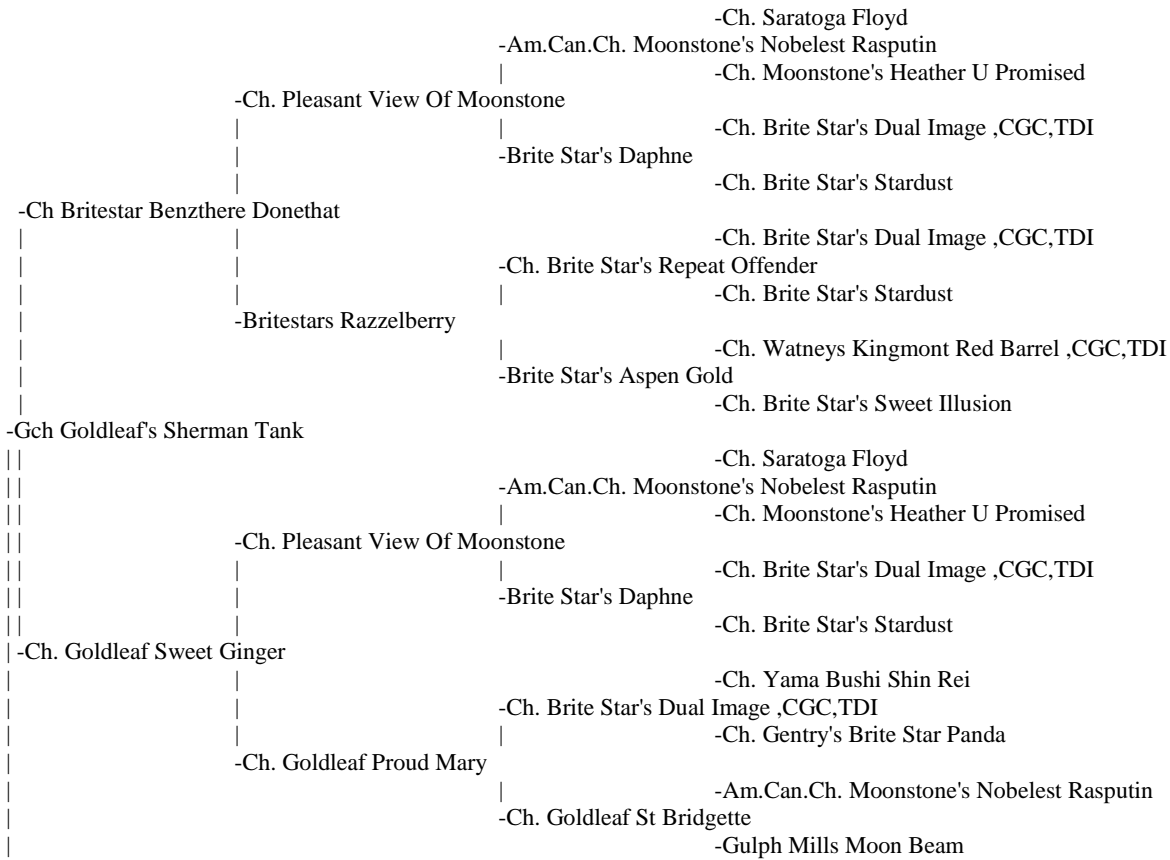 -Ch. Saratoga Floyd
-Am.Can.Ch. Moonstone's Nobelest Rasputin
-Ch. Moonstone's Heather U Promised
-Ch. Pleasant View Of Moonstone
-Ch. Brite Star's Dual Image ,CGC,TDI
-Brite Star's Daphne
-Ch. Brite Star's Stardust
-Ch Britestar Benzthere Donethat
-Ch. Brite Star's Dual Image ,CGC,TDI
-Ch. Brite Star's Repeat Offender
-Ch. Brite Star's Stardust
-Britestars Razzelberry
-Ch. Watneys Kingmont Red Barrel ,CGC,TDI
-Brite Star's Aspen Gold
-Ch. Brite Star's Sweet Illusion
-Gch Goldleaf's Sherman Tank
-Ch. Saratoga Floyd
-Am.Can.Ch. Moonstone's Nobelest Rasputin
-Ch. Moonstone's Heather U Promised
-Ch. Pleasant View Of Moonstone
-Ch. Brite Star's Dual Image ,CGC,TDI
-Brite Star's Daphne
-Ch. Brite Star's Stardust
-Ch. Goldleaf Sweet Ginger
-Ch. Yama Bushi Shin Rei
-Ch. Brite Star's Dual Image ,CGC,TDI
-Ch. Gentry's Brite Star Panda
-Ch. Goldleaf Proud Mary
-Am.Can.Ch. Moonstone's Nobelest Rasputin
-Ch. Goldleaf St Bridgette
-Gulph Mills Moon Beam